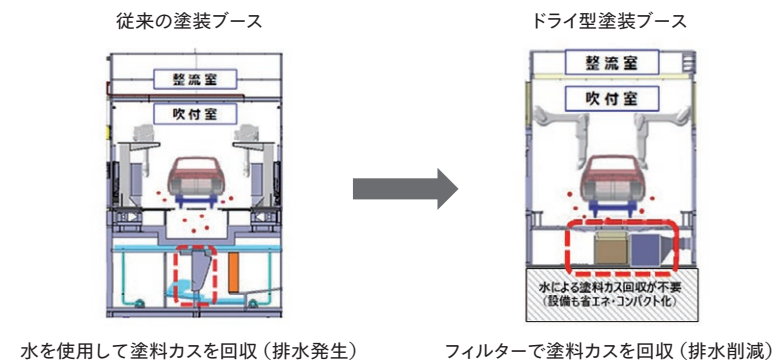 従来の塗装ブース
整流室
吹付室
水を使用して塗料カスを回収（排水発生）
ドライ型塗装ブース
整流室
吹付室
水による塗料カス回収が不要
（設備も省エネ・コンパクト化）
フィルターで塗料カスを回収（排水削減）